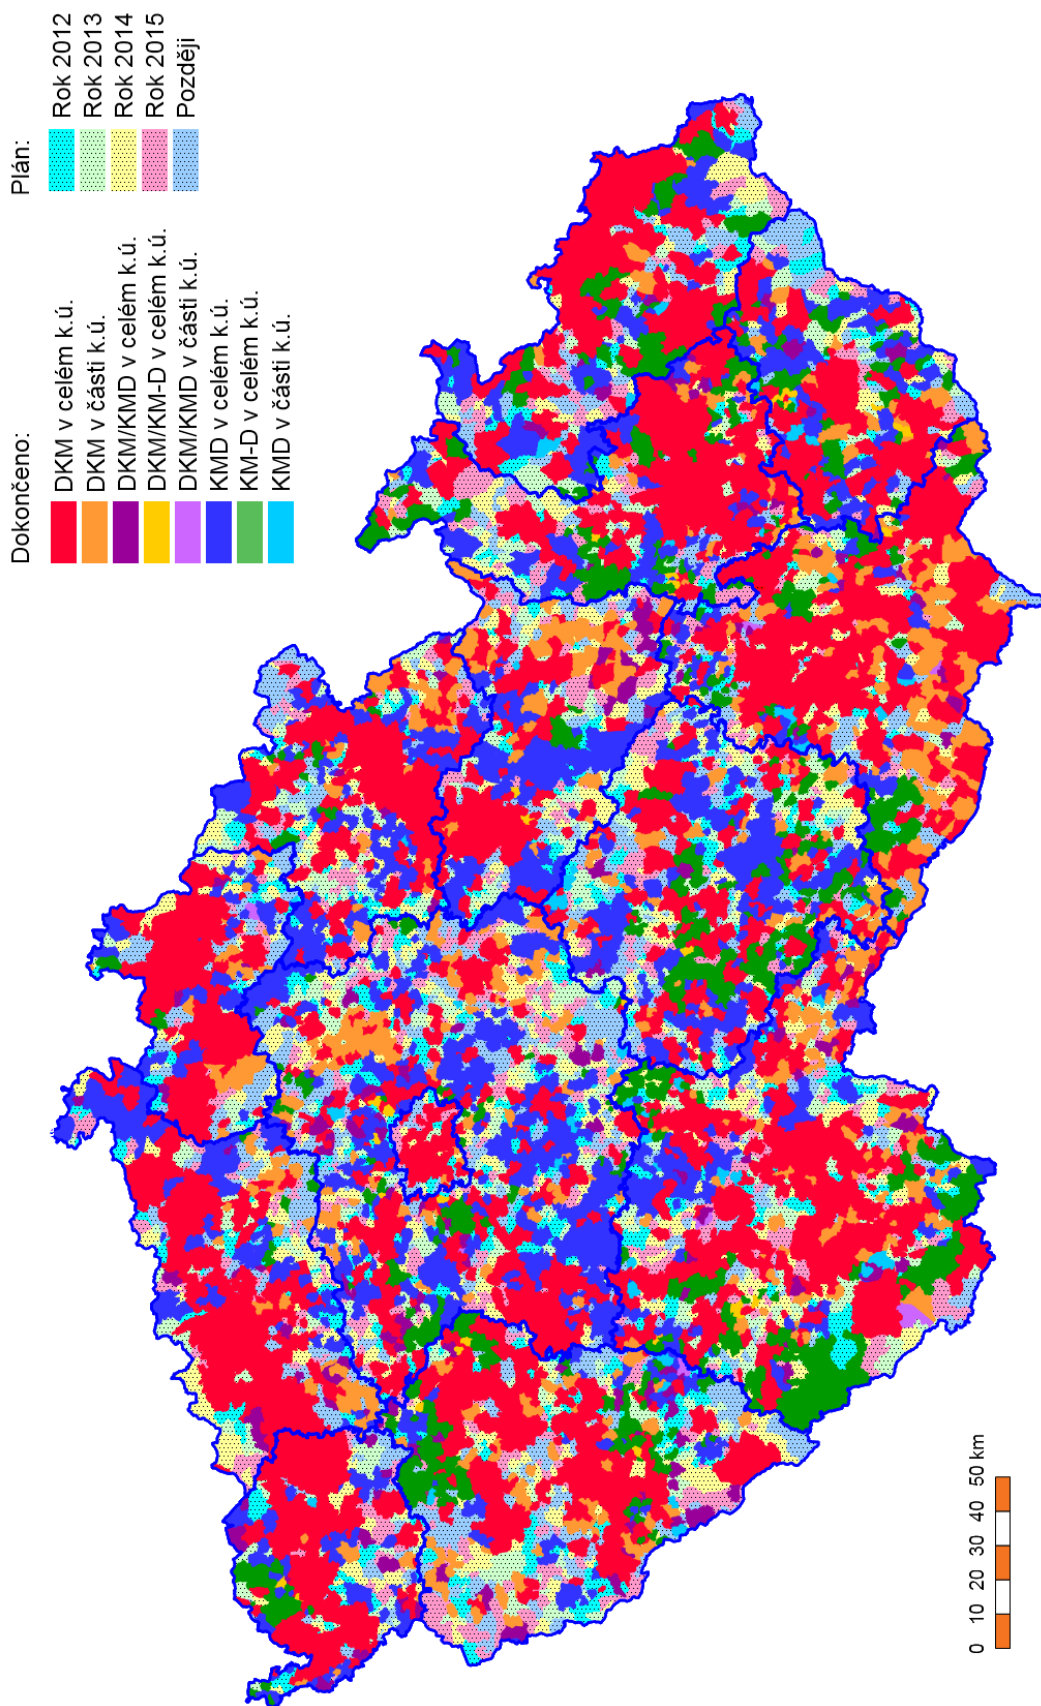 Dokončeno:
DKM v celém k.ú.
DKM v části k.ú.
DKM/KMD v celém k.ú.
DKM/KM-D v celém k.ú.
DKM/KMD v části k.ú.
KMD v celém k.ú.
KM-D v celém k.ú.
KMD v části k.ú.
Plán:
Rok 2012
Rok 2013
Rok 2014
Rok 2015
Později
0 10 20 30 40 50 km